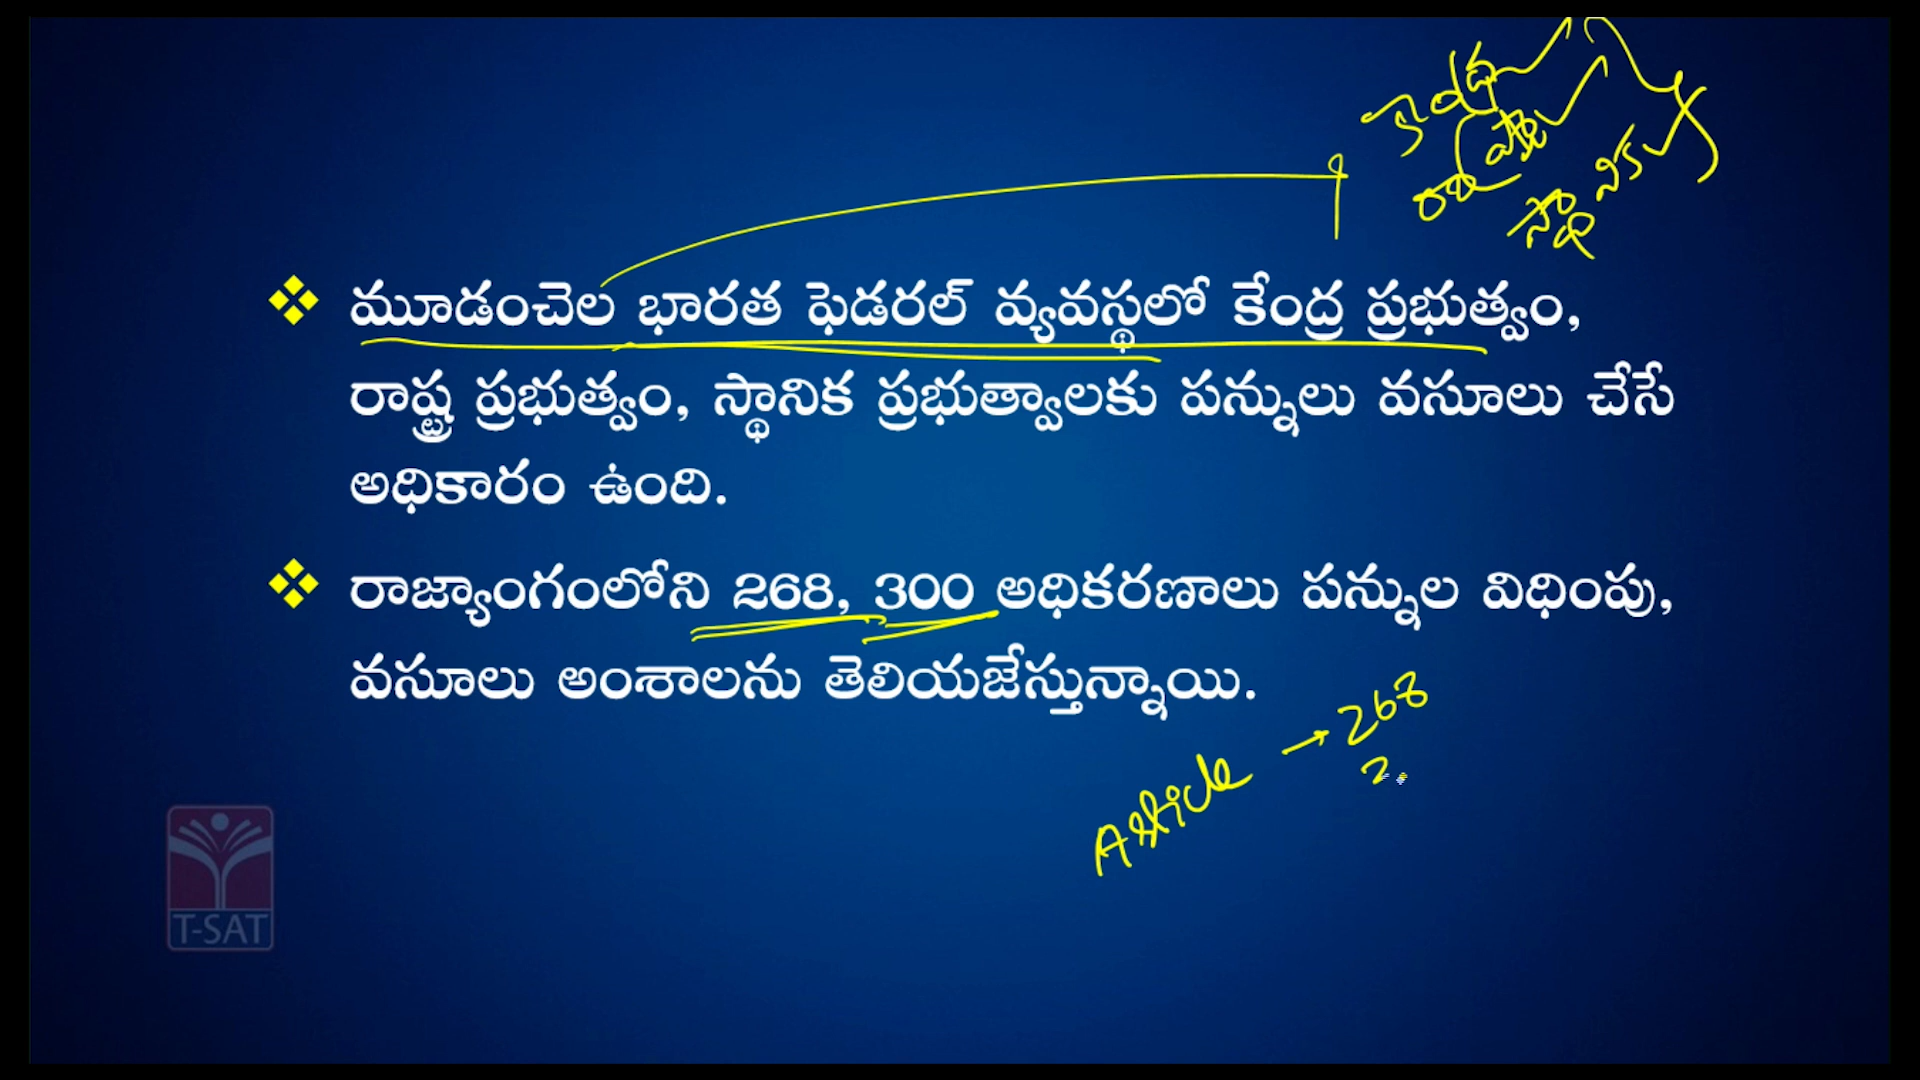 కేంద్ర
రాష్ట్ర
స్థానిక
మూడంచెల భారత ఫెడరల్ వ్యవస్థలో కేంద్ర ప్రభుత్వం,
రాష్ట్ర ప్రభుత్వం, స్థానిక ప్రభుత్వాలకు పన్నులు వసూలు చేసే
అధికారం ఉంది.
రాజ్యాంగంలోని 268, 300 అధికరణాలు పన్నుల విధింపు,
వసూలు అంశాలను తెలియజేస్తున్నాయి.
Article → 268
T-SAT